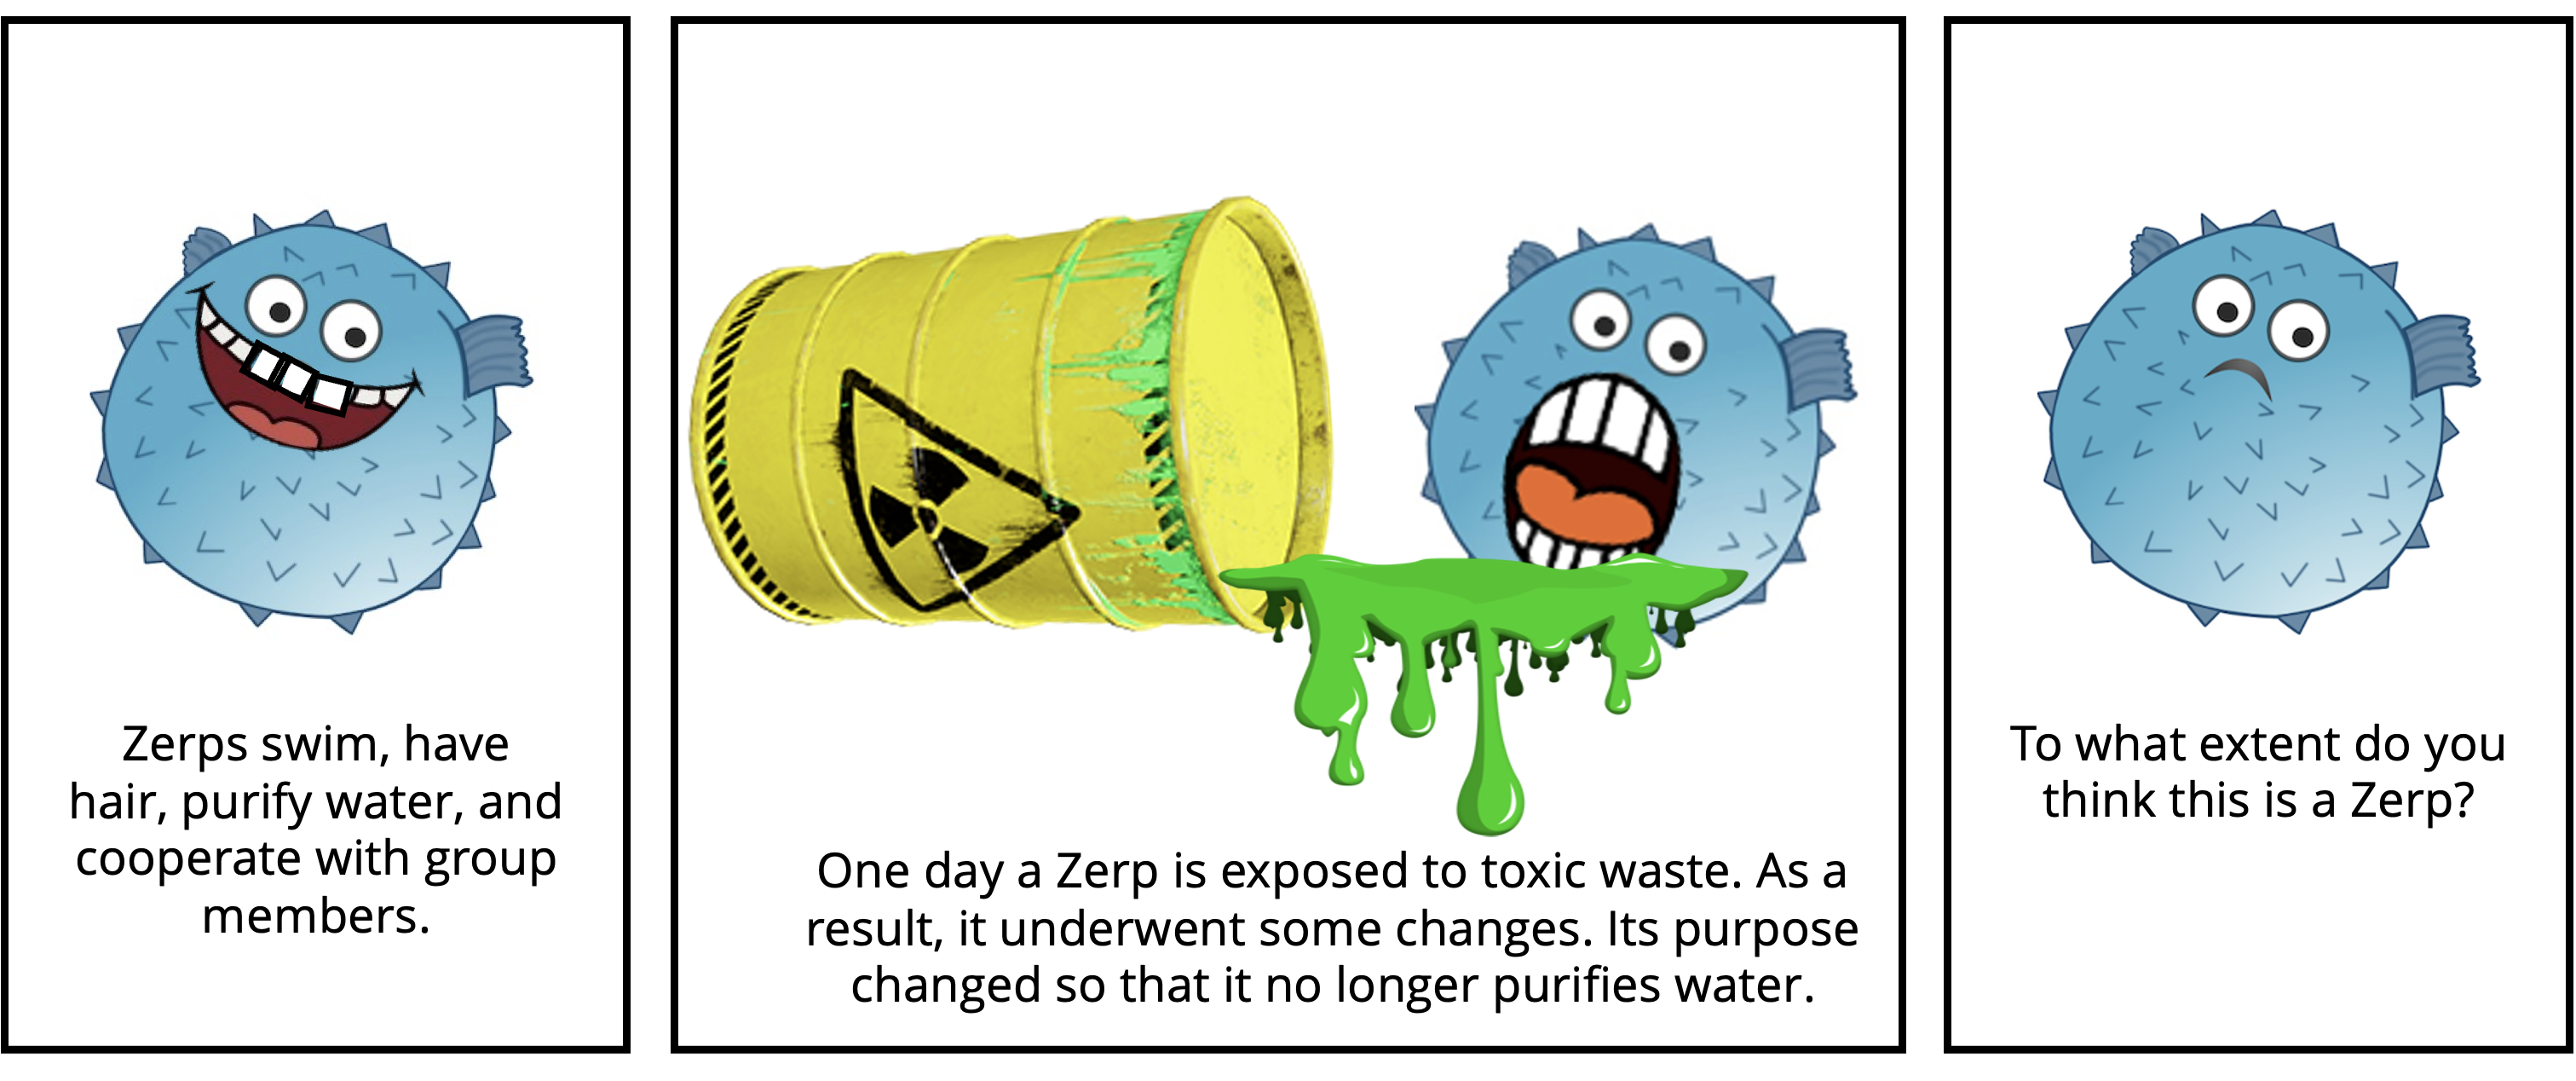 Zerps swim, have
hair, purify water, and
cooperate with group
members.
One day a Zerp is exposed to toxic waste. As a
result, it underwent some changes. Its purpose
changed so that it no longer purifies water.
To what extent do you
think this is a Zerp?